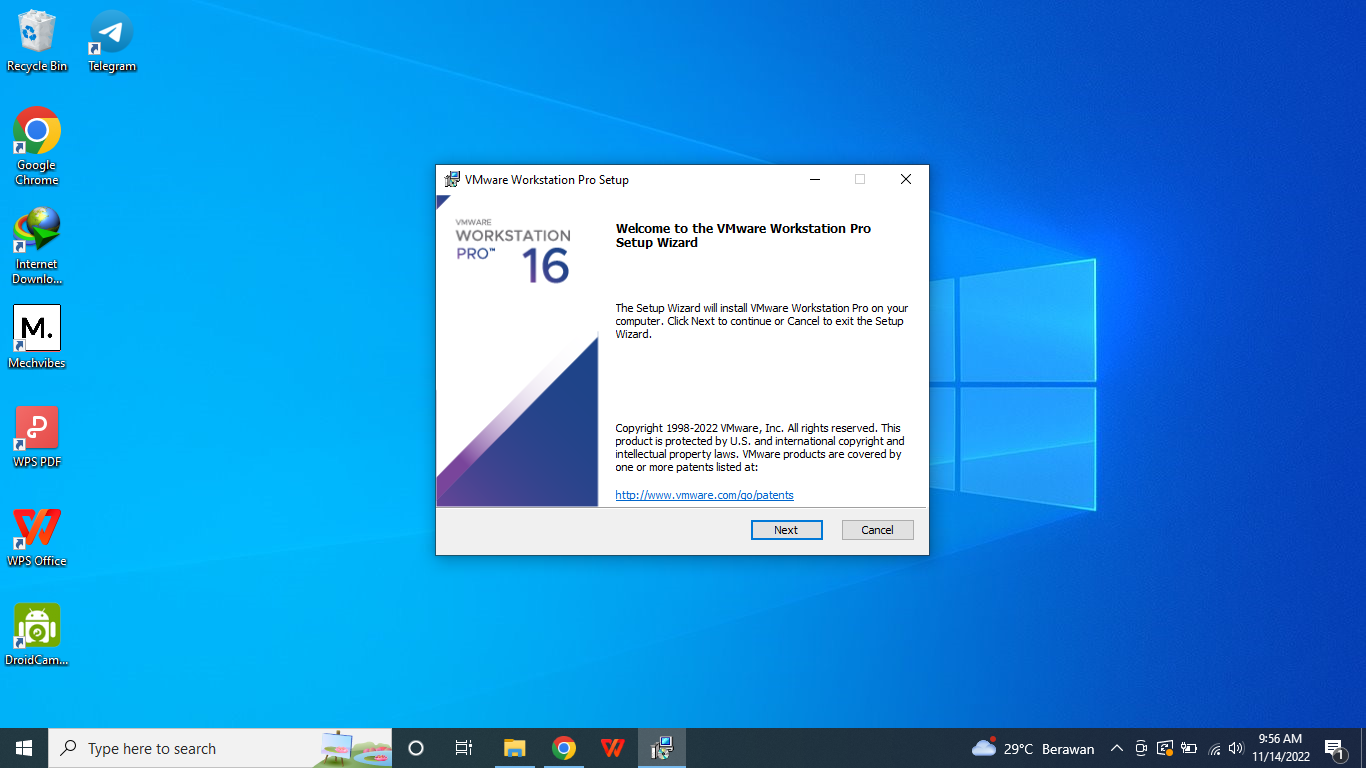 Recycle Bin
Telegram
Google
Chrome
Internet
Downlo...
M.
Mechvibes
WPS PDF
WPS Office
DroidCam...
VMware Workstation Pro Setup
VMWARE
WORKSTATION
PRO™
16
Welcome to the VMware Workstation Pro
Setup Wizard
The Setup Wizard will install VMware Workstation Pro on your
computer. Click Next to continue or Cancel to exit the Setup
Wizard.
Copyright 1998-2022 VMware, Inc. All rights reserved. This
product is protected by U.S. and international copyright and
intellectual property laws. VMware products are covered by
one or more patents listed at:
http://www.vmware.com/go/patents
Next
Cancel
Type here to search
29°C Berawan
9:56 AM
11/14/2022
1